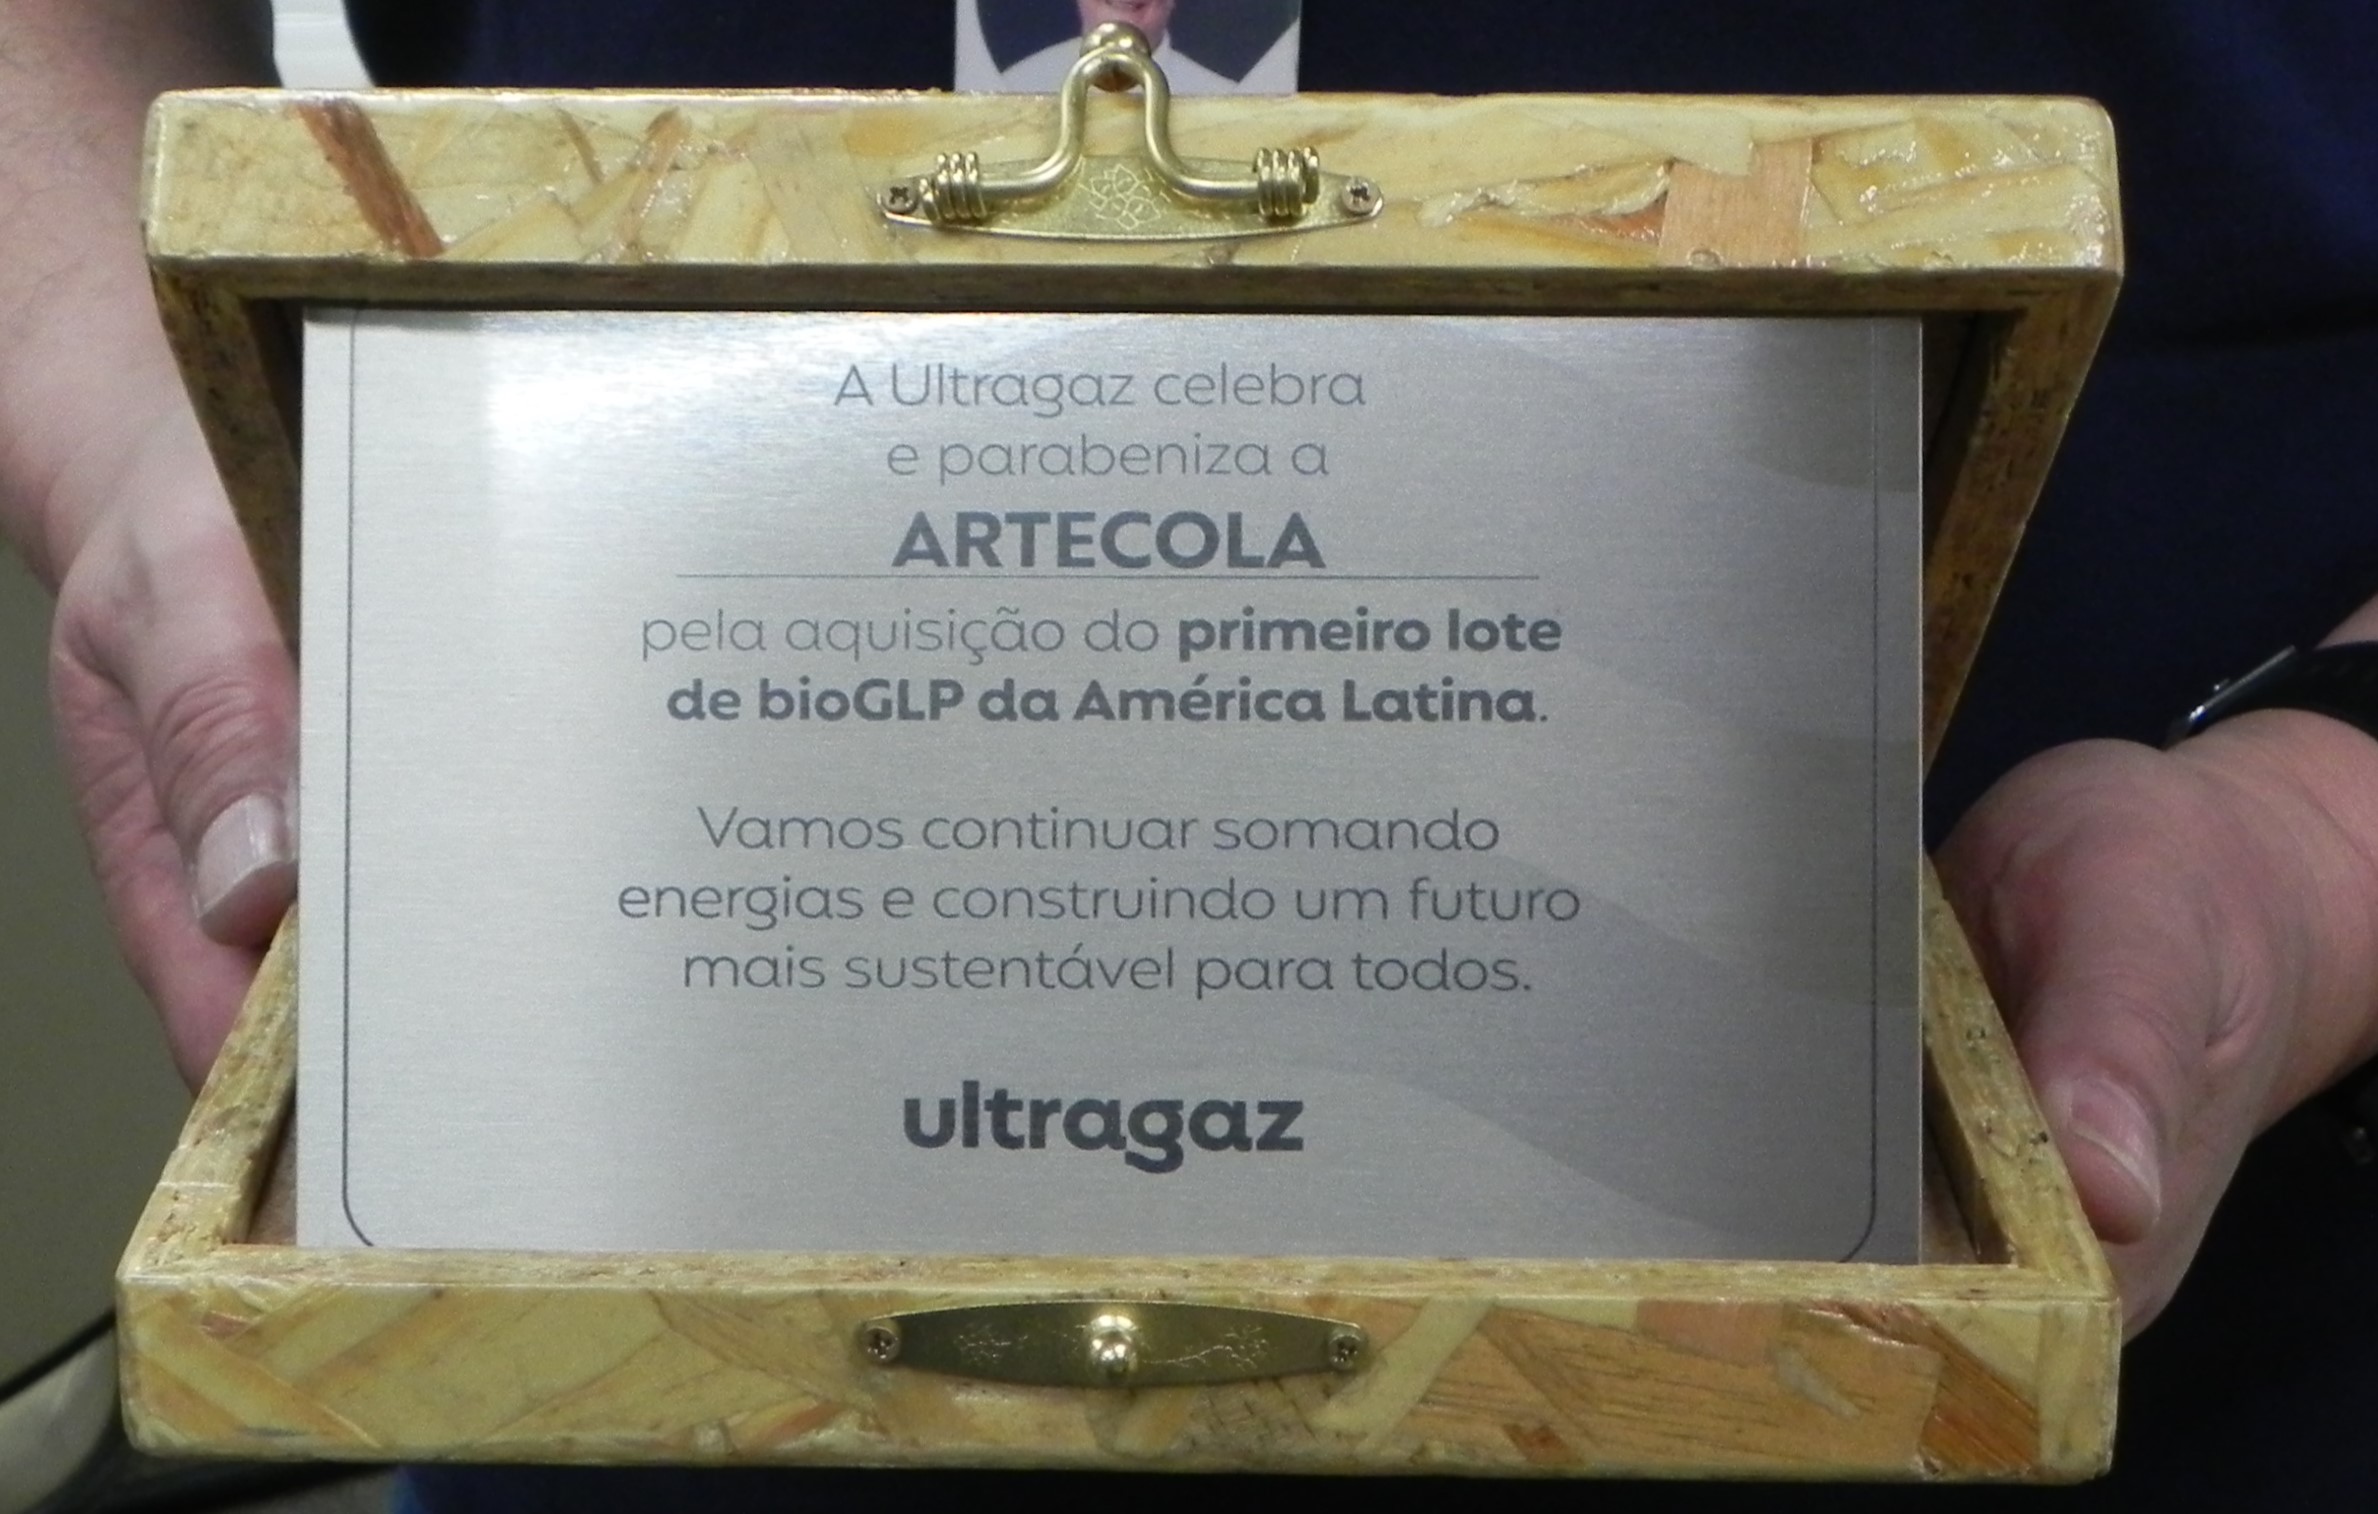 A Ultragaz celebra
e parabeniza a
ARTECOLA
pela aquisição do primeiro lote
de bioGLP da América Latina.
Vamos continuar somando
energias e construindo um futuro
mais sustentável para todos.
ultragaz